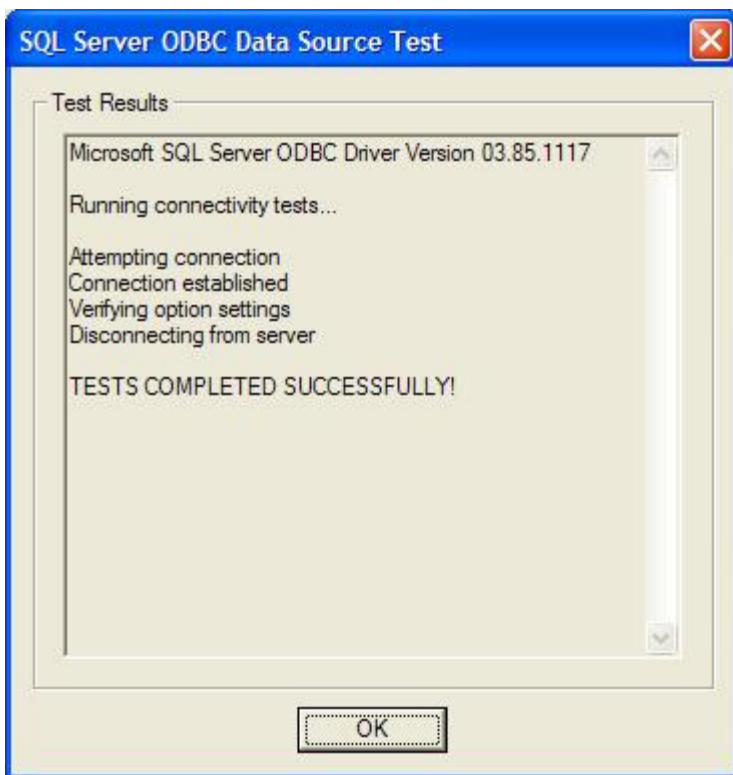 SQL Server ODBC Data Source Test
Test Results
Microsoft SQL Server ODBC Driver Version 03.85.1117
Running connectivity tests...
Attempting connection
Connection established
Verifying option settings
Disconnecting from server
TESTS COMPLETED SUCCESSFULLY!
OK